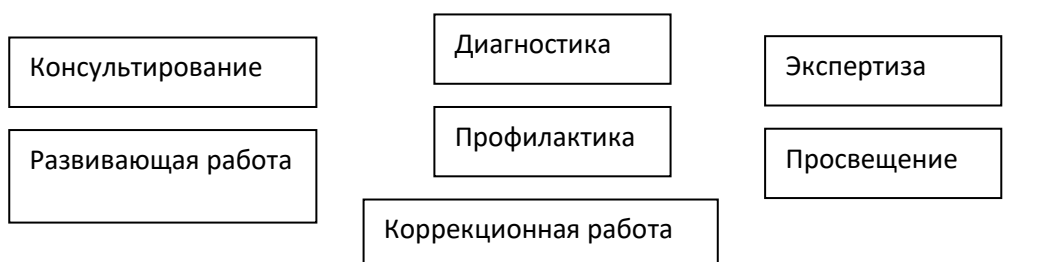 Консультирование
Диагностика
Экспертиза
Развивающая работа
Профилактика
Просвещение
Коррекционная работа